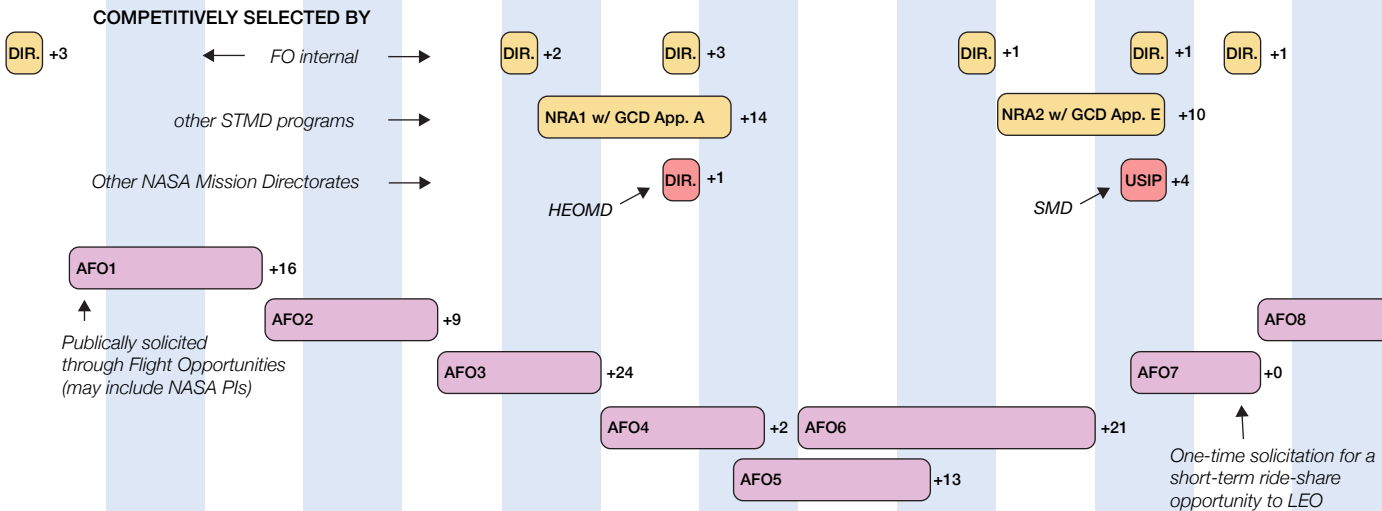 COMPETITIVELY SELECTED BY
DIR. +3
FO internal
DIR. +2
DIR. +3
DIR. +1
DIR. +1
DIR. +1
other STMD programs
NRA1 w/ GCD App. A +14
NRA2 w/ GCD App. E +10
Other NASA Mission Directorates
DIR. +1
USIP +4
HEOMD
SMD
AFO1 +16
AFO2 +9
AFO8
Publically solicited
through Flight Opportunities
(may include NASA PIs)
AFO3 +24
AFO7 +0
AFO4 +2
AFO6 +21
AFO5 +13
One-time solicitation for a
short-term ride-share
opportunity to LEO